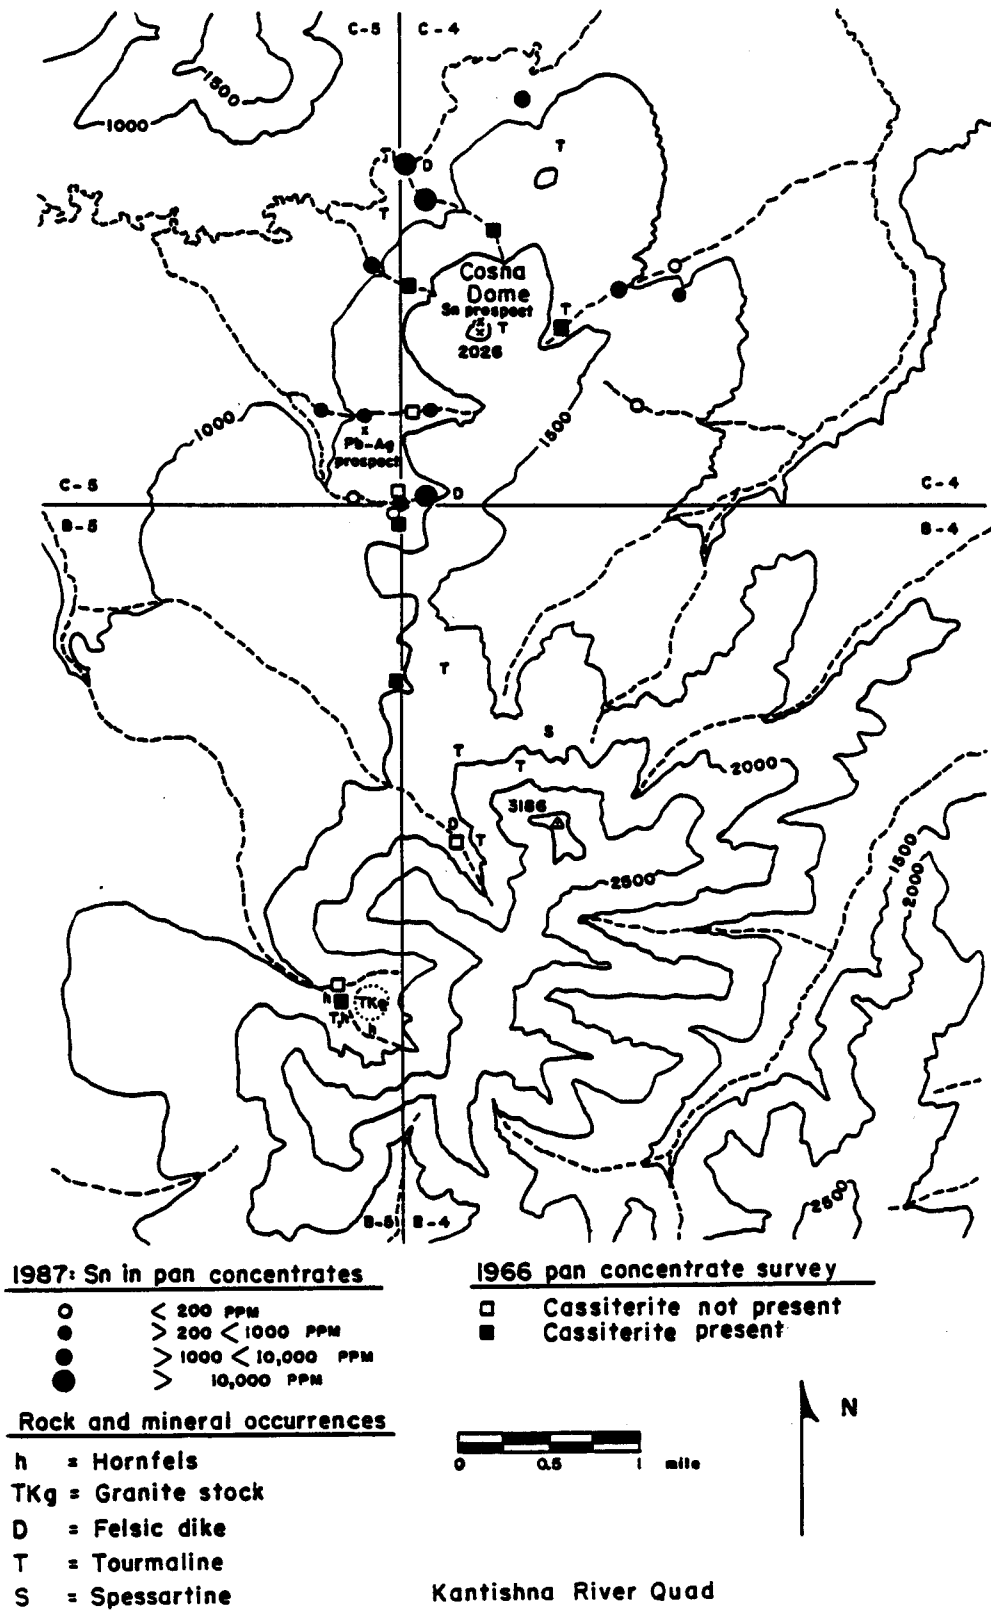 C-5 C-4
1500
1000
T
T D
T
Cosna
Dome
Sn prospect
T
T
2026
1000
1500
Pb-Ag
prospect
D
C-5 C-4
B-5 B-4
T
S
T
T
2000
3186
D
T
1500
2500
2000
h TKg
T,h
h
2500
B-5 B-4
1987: Sn in pan concentrates
< 200 PPM
> 200 < 1000 PPM
> 1000 < 10,000 PPM
> 10,000 PPM
1966 pan concentrate survey
Cassiterite not present
Cassiterite present
Rock and mineral occurrences
h = Hornfels
TKg = Granite stock
D = Felsic dike
T = Tourmaline
S = Spessartine
0 0.5 1 mile
N
Kantishna River Quad